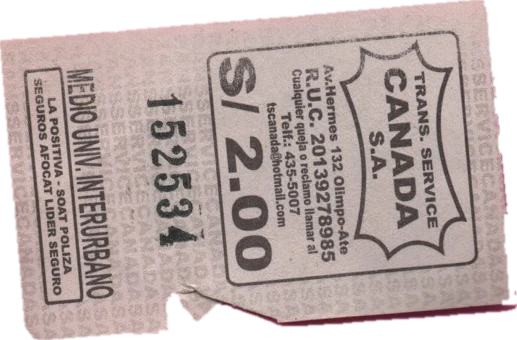 TRANS. SERVICE
CANADA
S.A.
Av.Hermes 132 Olimpo-Ate
R.U.C. 20139278985
Cualquier queja o reclamo llamar al
Telf.: 435-5007
tscanada@hotmail.com
S/ 2.00
152534
MEDIO UNIV. INTERURBANO
LA POSITIVA - SOAT POLIZA
SEGUROS AFOCAT LIDER SEGURO